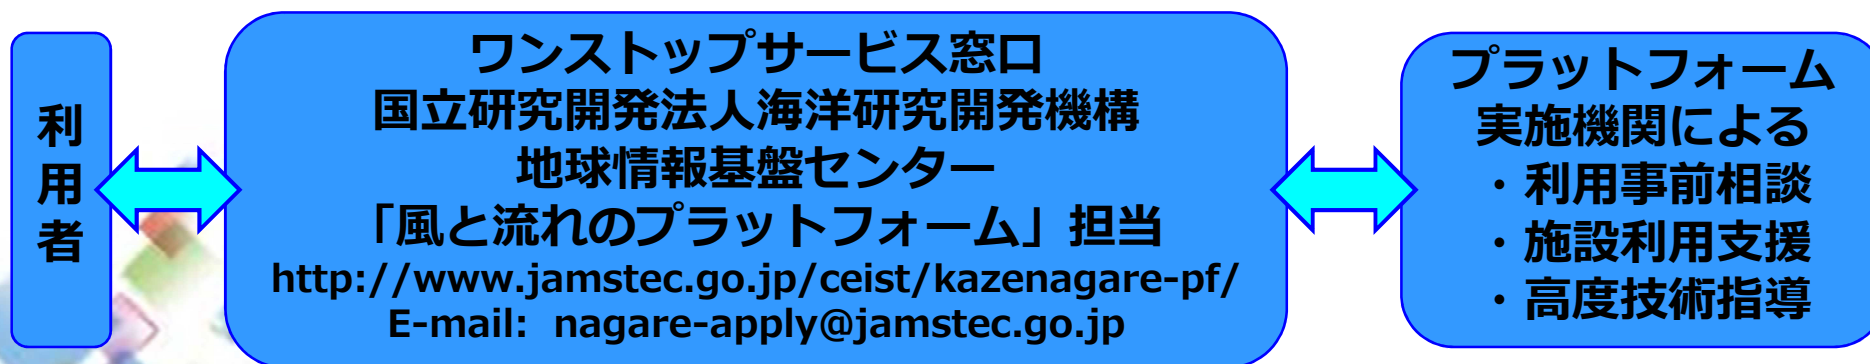 利用者
ワンストップサービス窓口
国立研究開発法人海洋研究開発機構
地球情報基盤センター
「風と流れのプラットフォーム」担当
http://www.jamstec.go.jp/ceist/kazenagare-pf/
E-mail: nagare-apply@jamstec.go.jp
プラットフォーム
実施機関による
・利用事前相談
・施設利用支援
・高度技術指導